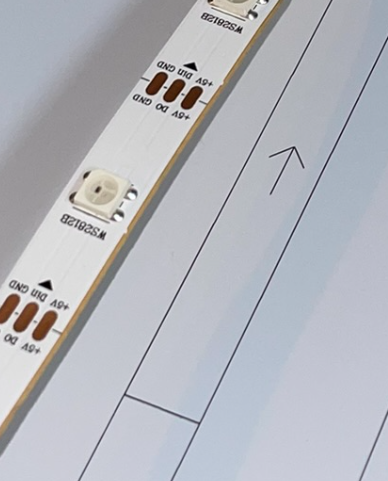 +5V DO
+5V Din GND
WS2812B
+5V DO GND
+5V Din GND
WS2812B